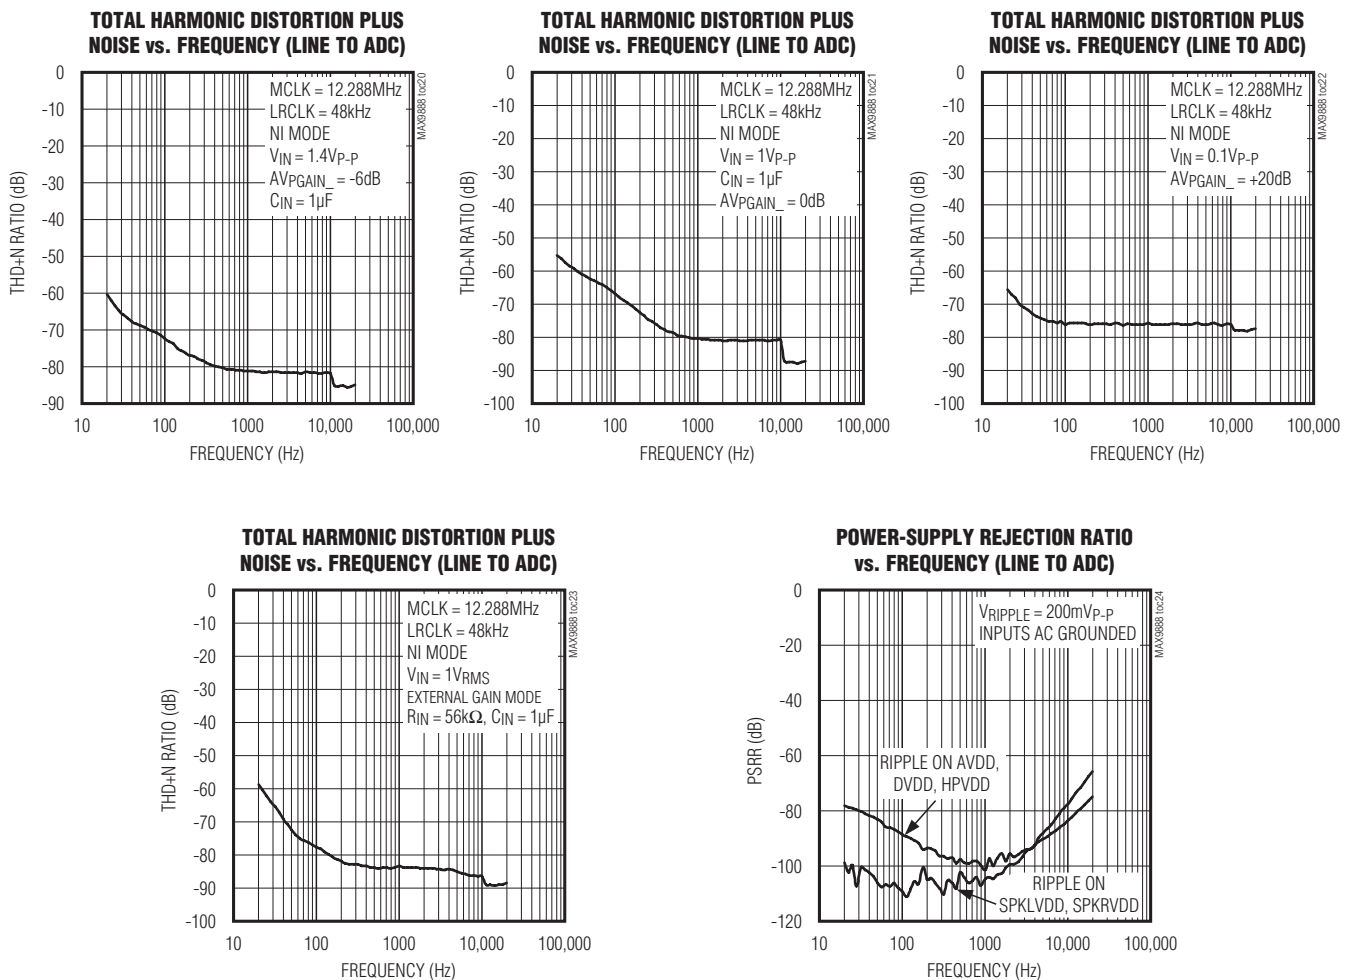 TOTAL HARMONIC DISTORTION PLUS
NOISE vs. FREQUENCY (LINE TO ADC)
MAX9888 toc20
MCLK = 12.288MHz
LRCLK = 48kHz
NI MODE
VIN = 1.4VP-P
AVPGAIN_ = -6dB
CIN = 1µF
THD+N RATIO (dB)
0
-10
-20
-30
-40
-50
-60
-70
-80
-90
10 100 1000 10,000 100,000
FREQUENCY (Hz)
TOTAL HARMONIC DISTORTION PLUS
NOISE vs. FREQUENCY (LINE TO ADC)
MAX9888 toc21
MCLK = 12.288MHz
LRCLK = 48kHz
NI MODE
VIN = 1VP-P
CIN = 1µF
AVPGAIN_ = 0dB
THD+N RATIO (dB)
0
-10
-20
-30
-40
-50
-60
-70
-80
-90
-100
10 100 1000 10,000 100,000
FREQUENCY (Hz)
TOTAL HARMONIC DISTORTION PLUS
NOISE vs. FREQUENCY (LINE TO ADC)
MAX9888 toc22
MCLK = 12.288MHz
LRCLK = 48kHz
NI MODE
VIN = 0.1VP-P
AVPGAIN_ = +20dB
THD+N RATIO (dB)
0
-10
-20
-30
-40
-50
-60
-70
-80
-90
-100
10 100 1000 10,000 100,000
FREQUENCY (Hz)
TOTAL HARMONIC DISTORTION PLUS
NOISE vs. FREQUENCY (LINE TO ADC)
MAX9888 toc23
MCLK = 12.288MHz
LRCLK = 48kHz
NI MODE
VIN = 1VRMS
EXTERNAL GAIN MODE
RIN = 56kΩ, CIN = 1µF
THD+N RATIO (dB)
0
-10
-20
-30
-40
-50
-60
-70
-80
-90
-100
10 100 1000 10,000 100,000
FREQUENCY (Hz)
POWER-SUPPLY REJECTION RATIO
vs. FREQUENCY (LINE TO ADC)
MAX9888 toc24
VRIPPLE = 200mVP-P
INPUTS AC GROUNDED
RIPPLE ON AVDD,
DVDD, HPVDD
RIPPLE ON
SPKLVDD, SPKRVDD
PSRR (dB)
0
-20
-40
-60
-80
-100
-120
10 100 1000 10,000 100,000
FREQUENCY (Hz)